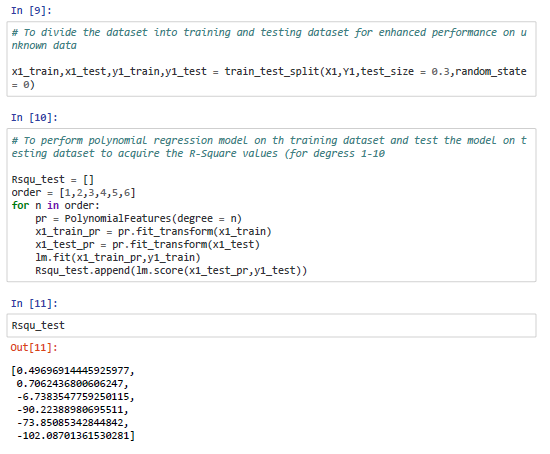 In [9]:
# To divide the dataset into training and testing dataset for enhanced performance on u
nknown data
x1_train,x1_test,y1_train,y1_test = train_test_split(X1,Y1,test_size = 0.3,random_state
= 0)
In [10]:
# To perform polynomial regression model on th training dataset and test the model on t
esting dataset to acquire the R-Square values (for degress 1-10
Rsqu_test = []
order = [1,2,3,4,5,6]
for n in order:
    pr = PolynomialFeatures(degree = n)
    x1_train_pr = pr.fit_transform(x1_train)
    x1_test_pr = pr.fit_transform(x1_test)
    lm.fit(x1_train_pr,y1_train)
    Rsqu_test.append(lm.score(x1_test_pr,y1_test))
In [11]:
Rsqu_test
Out[11]:
[0.49696914445925977,
 0.7062436800606247,
 -6.7383547759250115,
 -90.22388980695511,
 -73.85085342844842,
 -102.08701361530281]